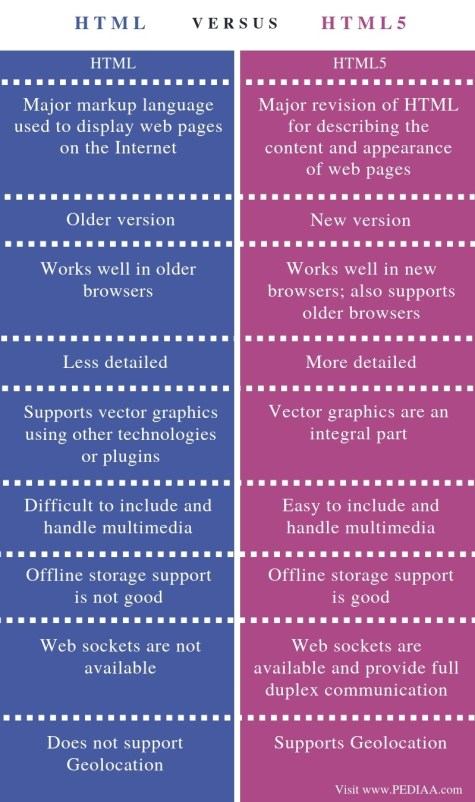 HTML VERSUS HTML5
HTML
HTML5
Major markup language
used to display web pages
on the Internet
Major revision of HTML
for describing the
content and appearance
of web pages
Older version
New version
Works well in older
browsers
Works well in new
browsers; also supports
older browsers
Less detailed
More detailed
Supports vector graphics
using other technologies
or plugins
Vector graphics are an
integral part
Difficult to include and
handle multimedia
Easy to include and
handle multimedia
Offline storage support
is not good
Offline storage support
is good
Web sockets are not
available
Web sockets are
available and provide full
duplex communication
Does not support
Geolocation
Supports Geolocation
Visit www.PEDIAA.com